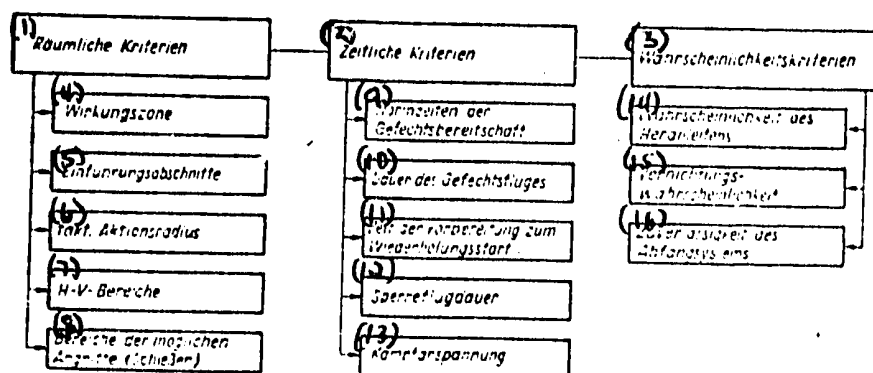 (1) Räumliche Kriterien
(2) Zeitliche Kriterien
(3) Wahrscheinlichkeitskriterien
(4) Wirkungszone
(5) Einführungsabschnitte
(6) Takt. Aktionsradius
(7) H-V-Bereiche
(8) Bereiche der möglichen
Angriffe (Schießen)
(9) Normzeiten der
Gefechtsbereitschaft
(10) Dauer des Gefechtsfluges
(11) Zeit der Vorbereitung zum
Wiederholungsstart
(12) Sperrflugdauer
(13) Kampfanspannung
(14) Wahrscheinlichkeit des
Heranleitens
(15) Vernichtungs-
wahrscheinlichkeit
(16) Zuverlässigkeit des
Abfangsystems